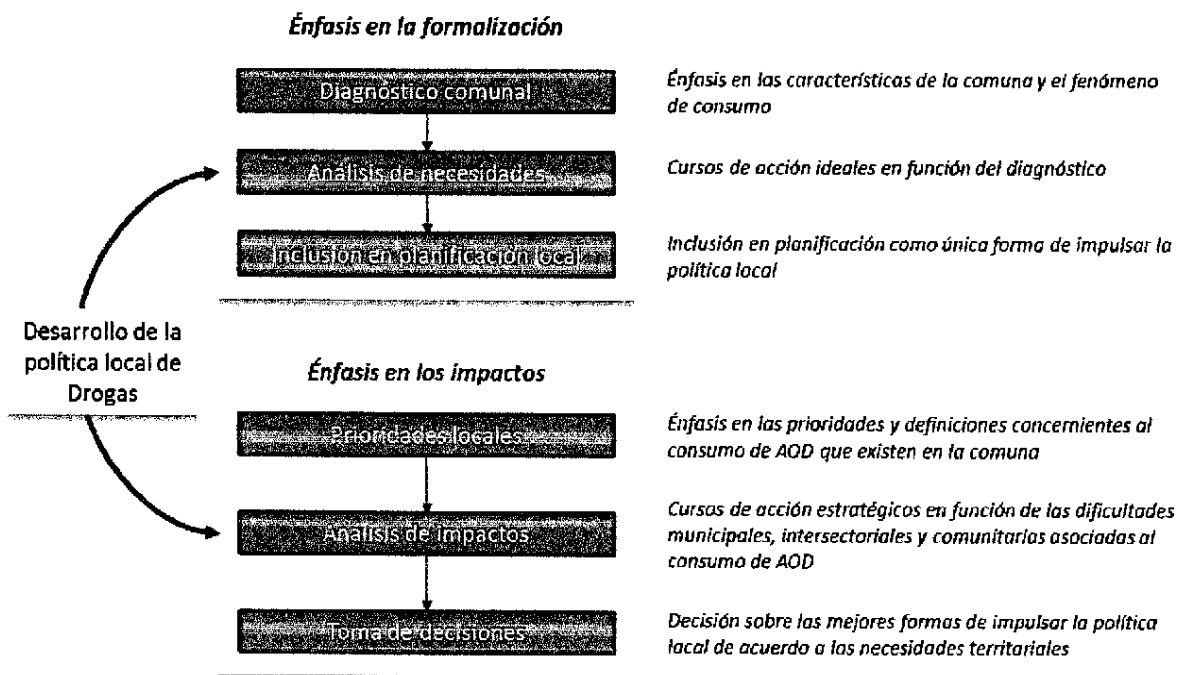 Énfasis en la formalización
Diagnóstico comunal
Énfasis en las características de la comuna y el fenómeno
de consumo
Análisis de necesidades
Cursos de acción ideales en función del diagnóstico
Inclusión en planificación local
Inclusión en planificación como única forma de impulsar la
política local
Desarrollo de la
política local de
Drogas
Énfasis en los impactos
Prioridades locales
Énfasis en las prioridades y definiciones concernientes al
consumo de AOD que existen en la comuna
Análisis de impactos
Cursos de acción estratégicos en función de las dificultades
municipales, intersectoriales y comunitarias asociadas al
consumo de AOD
Toma de decisiones
Decisión sobre las mejores formas de impulsar la política
local de acuerdo a las necesidades territoriales